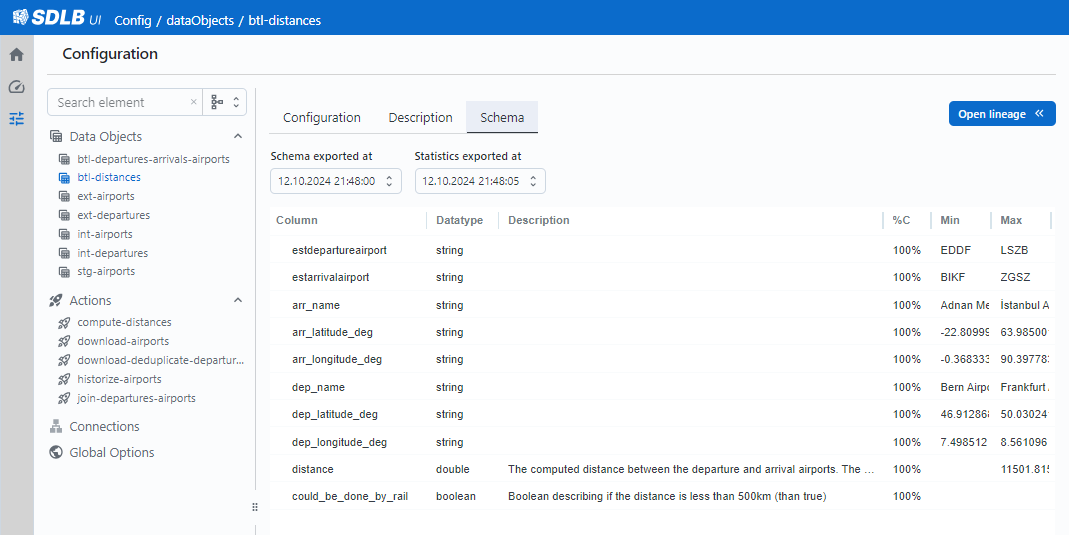 SDLB UI Config / dataObjects / btl-distances
Configuration
Search element
Data Objects
btl-departures-arrivals-airports
btl-distances
ext-airports
ext-departures
int-airports
int-departures
stg-airports
Actions
compute-distances
download-airports
download-deduplicate-departur...
historize-airports
join-departures-airports
Connections
Global Options
Configuration Description Schema
Open lineage
Schema exported at Statistics exported at
12.10.2024 21:48:00 12.10.2024 21:48:05
Column Datatype Description %C Min Max
estdepartureairport string 100% EDDF LSZB
estarrivalairport string 100% BIKF ZGSZ
arr_name string 100% Adnan Me İstanbul A
arr_latitude_deg string 100% -22.80999 63.98500
arr_longitude_deg string 100% -0.368333 90.397783
dep_name string 100% Bern Airpo Frankfurt
dep_latitude_deg string 100% 46.912868 50.03024
dep_longitude_deg string 100% 7.498512 8.561096
distance double The computed distance between the departure and arrival airports. The ... 100% 11501.815
could_be_done_by_rail boolean Boolean describing if the distance is less than 500km (than true) 100%